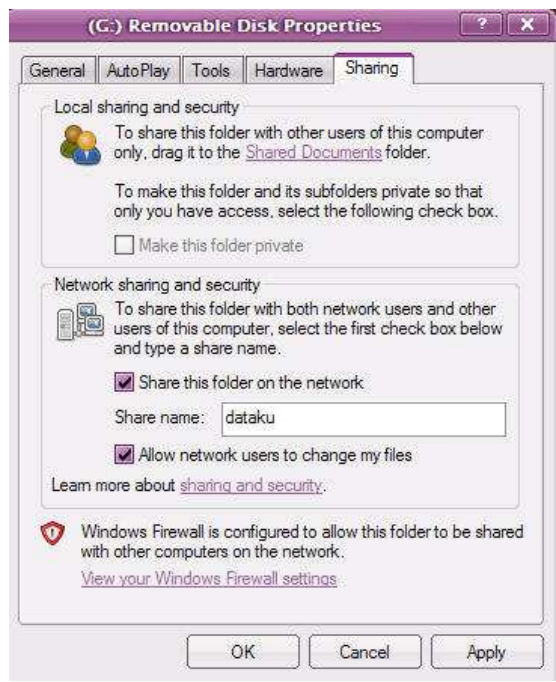 (G:) Removable Disk Properties
?
X
General AutoPlay Tools Hardware Sharing
Local sharing and security
To share this folder with other users of this computer
only, drag it to the Shared Documents folder.
To make this folder and its subfolders private so that
only you have access, select the following check box.
Make this folder private
Network sharing and security
To share this folder with both network users and other
users of this computer, select the first check box below
and type a share name.
Share this folder on the network
Share name: dataku
Allow network users to change my files
Learn more about sharing and security.
Windows Firewall is configured to allow this folder to be shared
with other computers on the network.
View your Windows Firewall settings
OK Cancel Apply